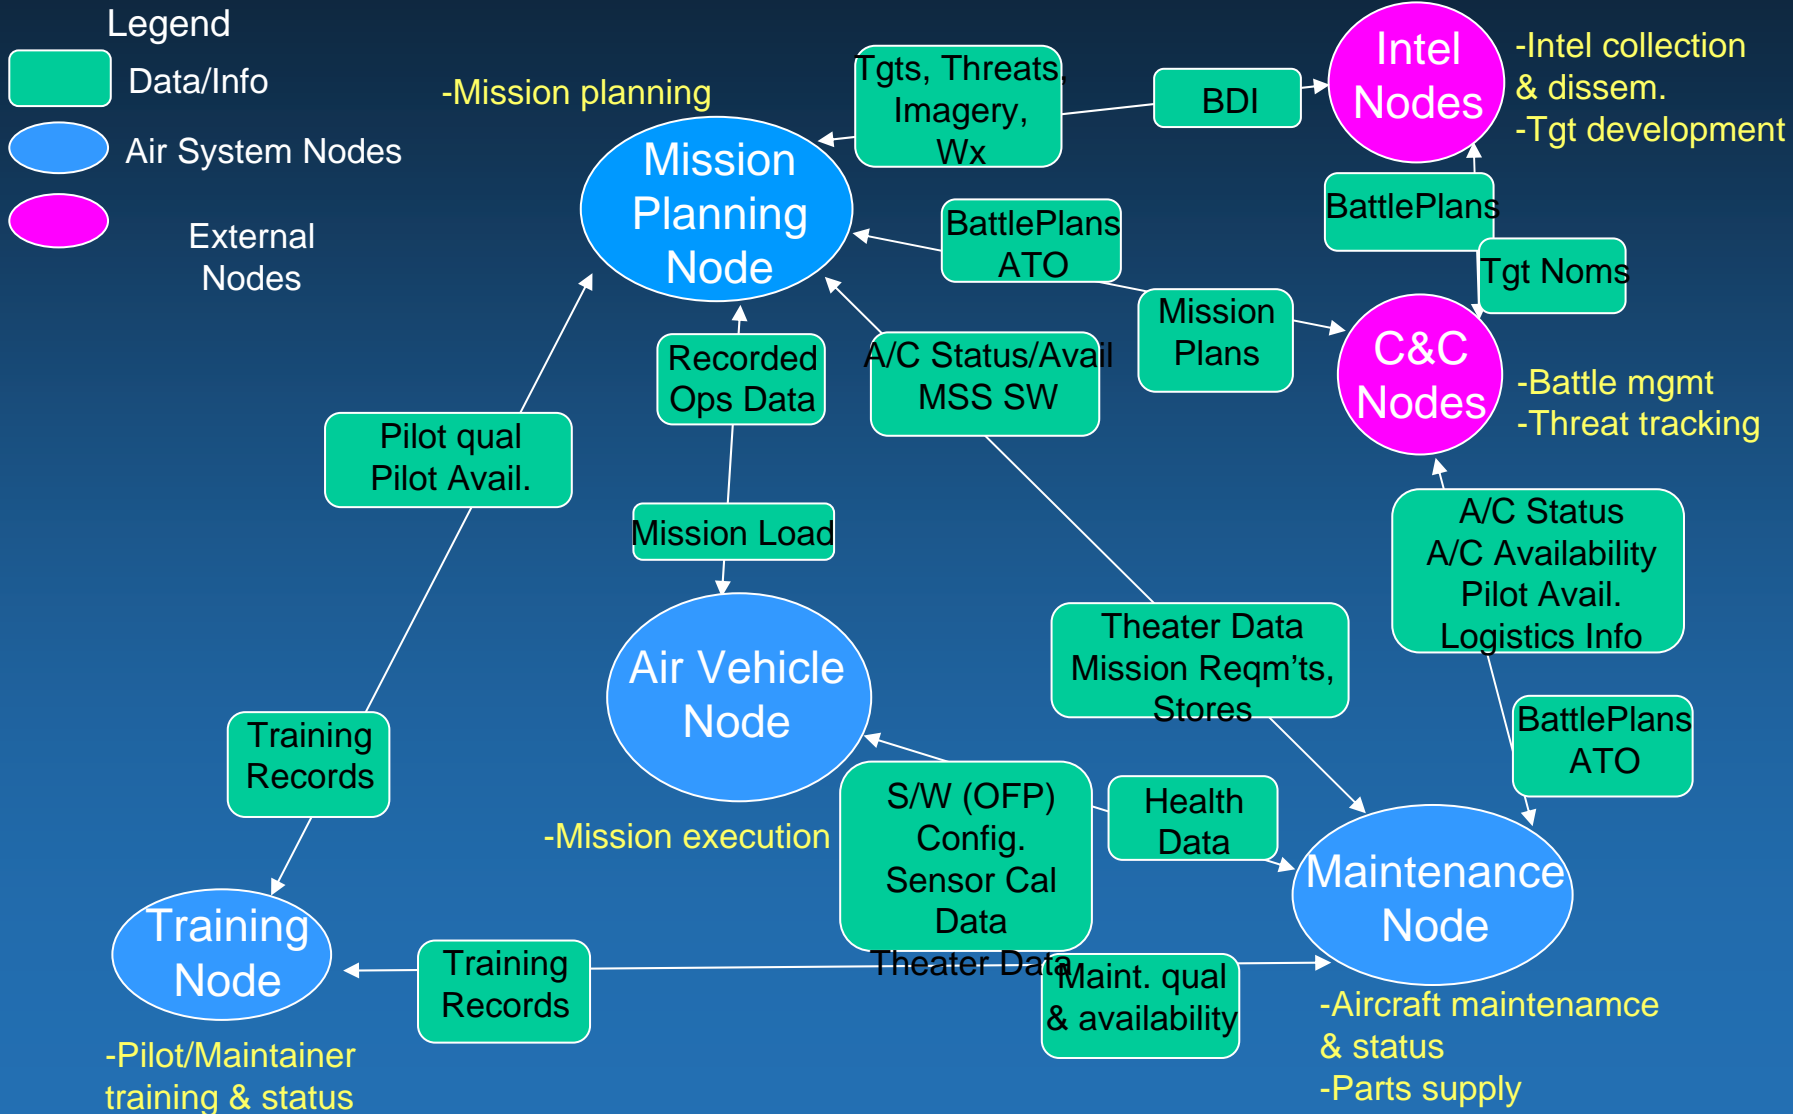 Legend
Data/Info
Air System Nodes
External
Nodes
-Mission planning
Tgts, Threats,
Imagery,
Wx
BDI
Intel
Nodes
-Intel collection
& dissem.
-Tgt development
Mission
Planning
Node
BattlePlans
ATO
Mission
Plans
BattlePlans
Tgt Noms
C&C
Nodes
-Battle mgmt
-Threat tracking
Recorded
Ops Data
A/C Status/Avail
MSS SW
Pilot qual
Pilot Avail.
Mission Load
A/C Status
A/C Availability
Pilot Avail.
Logistics Info
Theater Data
Mission Reqm'ts,
Stores
Air Vehicle
Node
BattlePlans
ATO
Training
Records
-Mission execution
S/W (OFP)
Config.
Sensor Cal
Data
Theater Data
Health
Data
Maintenance
Node
Training
Node
Training
Records
Maint. qual
& availability
-Aircraft maintenamce
& status
-Parts supply
-Pilot/Maintainer
training & status